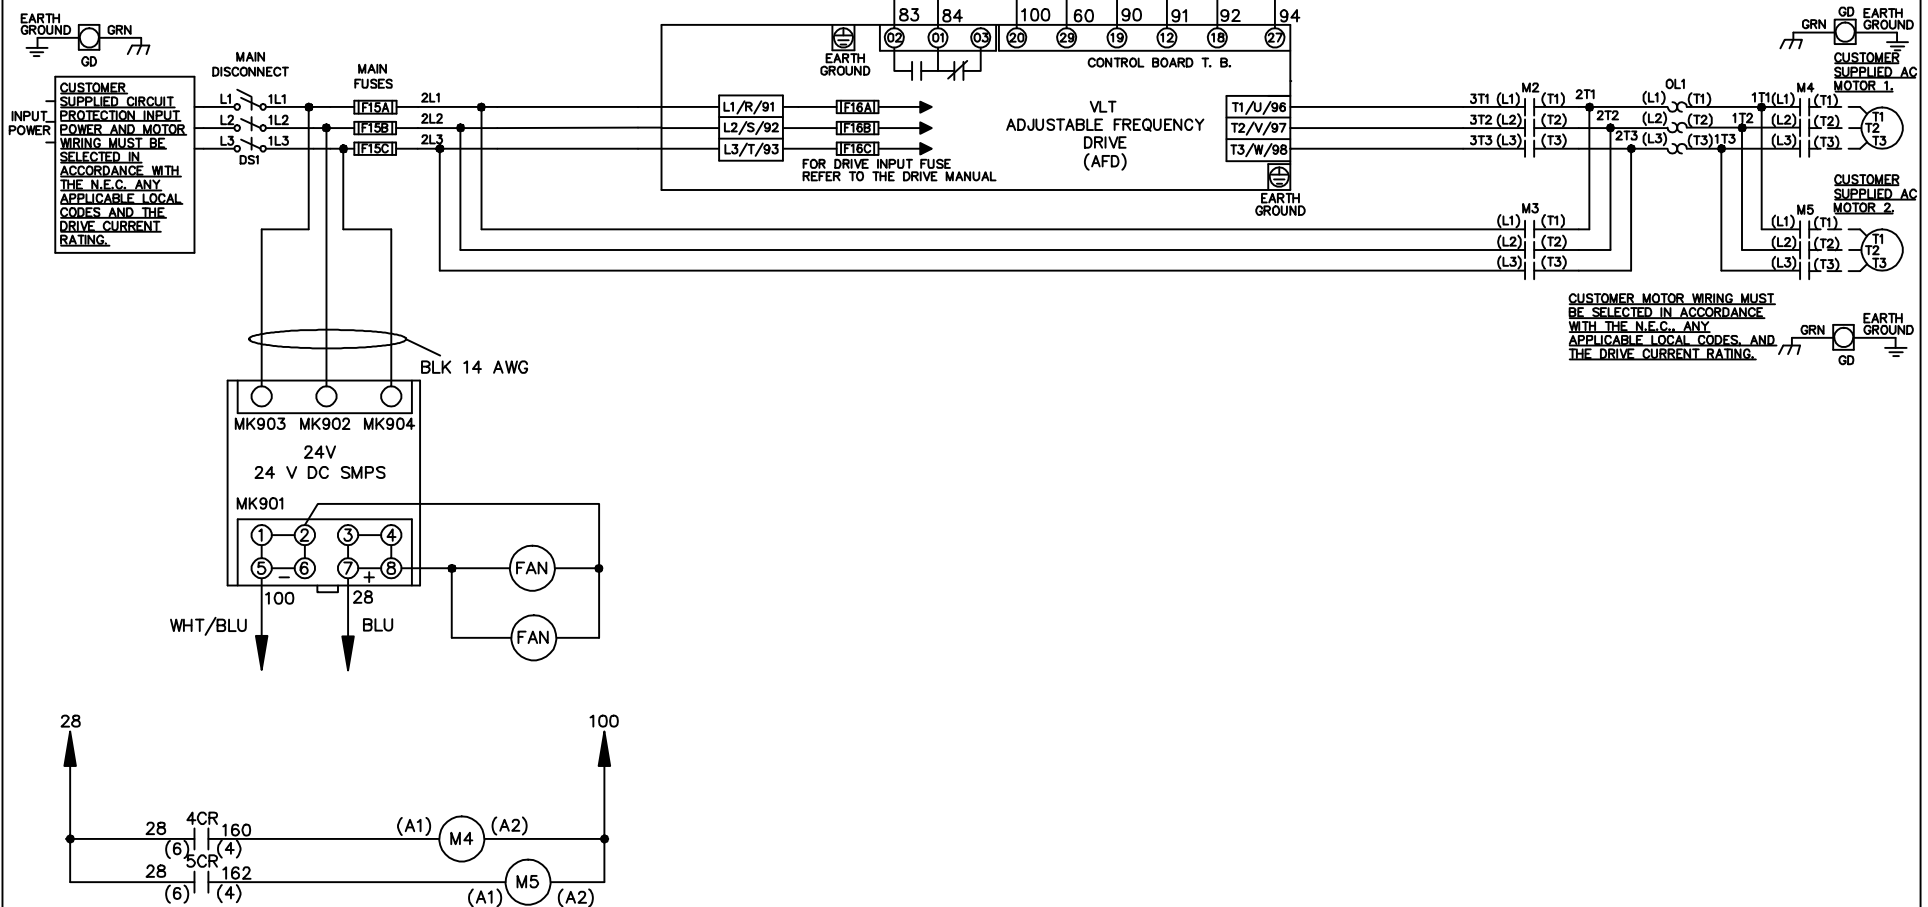 83 84 100 60 90 91 92 94
02 01 03 20 29 19 12 18 27
CONTROL BOARD T. B.
EARTH
GROUND
GRN
GD
EARTH
GROUND
GD
GRN
EARTH
GROUND
INPUT
POWER
CUSTOMER
SUPPLIED CIRCUIT
PROTECTION INPUT
POWER AND MOTOR
WIRING MUST BE
SELECTED IN
ACCORDANCE WITH
THE N.E.C. ANY
APPLICABLE LOCAL
CODES AND THE
DRIVE CURRENT
RATING.
MAIN
DISCONNECT
L1 1L1
L2 1L2
L3 1L3
DS1
MAIN
FUSES
F15A 2L1
F15B 2L2
F15C 2L3
L1/R/91 F16A
L2/S/92 F16B
L3/T/93 F16C
FOR DRIVE INPUT FUSE
REFER TO THE DRIVE MANUAL
VLT
ADJUSTABLE FREQUENCY
DRIVE
(AFD)
T1/U/96
T2/V/97
T3/W/98
EARTH
GROUND
M2
3T1 (L1) (T1) 2T1
3T2 (L2) (T2) 2T2
3T3 (L3) (T3) 2T3
OL1
(L1) (T1) 1T1
(L2) (T2) 1T2
(L3) (T3) 1T3
M4
(L1) (T1)
(L2) (T2)
(L3) (T3)
CUSTOMER
SUPPLIED AC
MOTOR 1.
T1
T2
T3
M3
(L1) (T1)
(L2) (T2)
(L3) (T3)
M5
(L1) (T1)
(L2) (T2)
(L3) (T3)
CUSTOMER
SUPPLIED AC
MOTOR 2.
T1
T2
T3
CUSTOMER MOTOR WIRING MUST
BE SELECTED IN ACCORDANCE
WITH THE N.E.C., ANY
APPLICABLE LOCAL CODES, AND
THE DRIVE CURRENT RATING.
GRN
GD
EARTH
GROUND
BLK 14 AWG
MK903 MK902 MK904
24V
24 V DC SMPS
MK901
1 2 3 4
5 6 7 8
− +
100 28
WHT/BLU BLU
FAN
FAN
28 100
28 4CR 160 (A1) M4 (A2)
(6) (4)
28 5CR 162 M5
(6) (4) (A1) (A2)